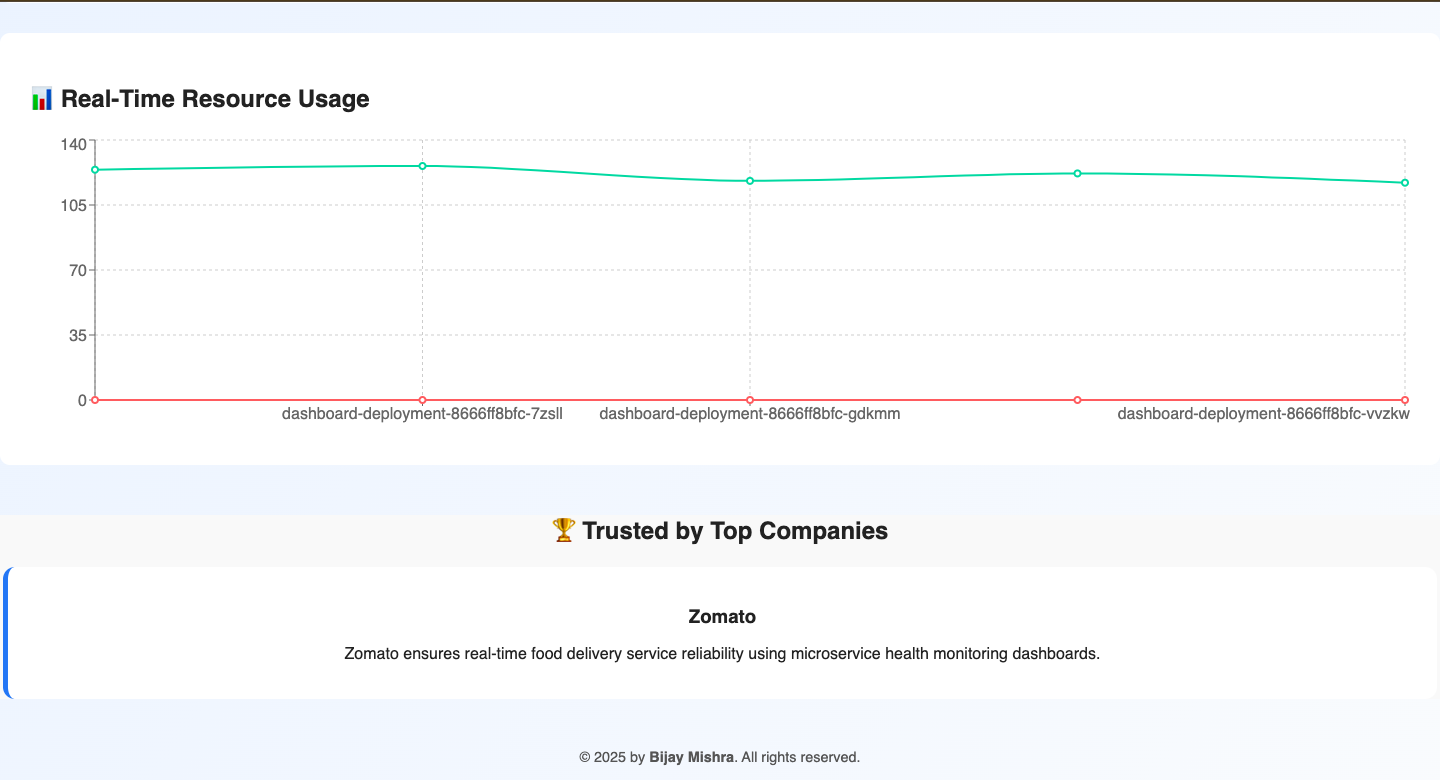 📊 Real-Time Resource Usage
140
105
70
35
0
dashboard-deployment-8666ff8bfc-7zsll dashboard-deployment-8666ff8bfc-gdkmm dashboard-deployment-8666ff8bfc-vvzkw
🏆 Trusted by Top Companies
Zomato
Zomato ensures real-time food delivery service reliability using microservice health monitoring dashboards.
© 2025 by Bijay Mishra. All rights reserved.